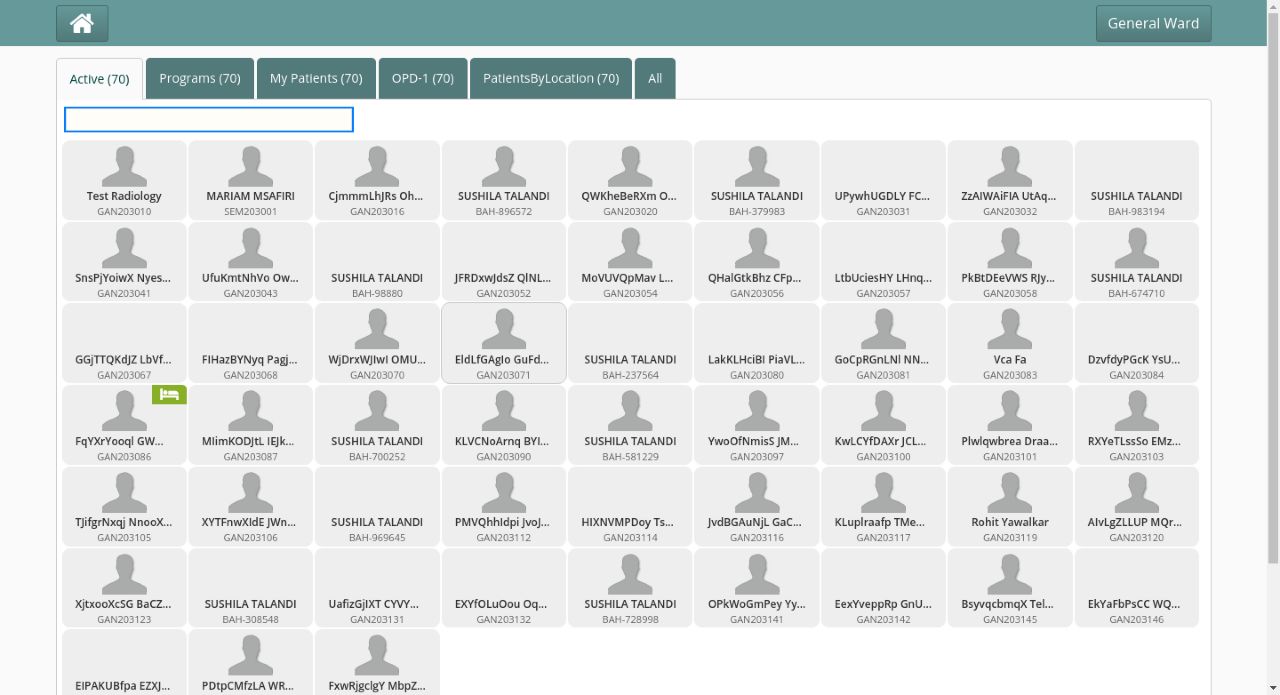 General Ward
Active (70)
Programs (70)
My Patients (70)
OPD-1 (70)
PatientsByLocation (70)
All
Test Radiology
GAN203010
MARIAM MSAFIRI
SEM203001
CjmmmLhJRs Oh...
GAN203016
SUSHILA TALANDI
BAH-896572
QWKheBeRXm O...
GAN203020
SUSHILA TALANDI
BAH-379983
UPywhUGDLY FC...
GAN203031
ZzAIWAiFIA UtAq...
GAN203032
SUSHILA TALANDI
BAH-983194
SnsPjYoiwX Nyes...
GAN203041
UfuKmtNhVo Ow...
GAN203043
SUSHILA TALANDI
BAH-98880
JFRDxwJdsZ QlNL...
GAN203052
MoVUVQpMav L...
GAN203054
QHalGtkBhz CFp...
GAN203056
LtbUciesHY LHnq...
GAN203057
PkBtDEeVWS RJy...
GAN203058
SUSHILA TALANDI
BAH-674710
GGjTTQKdJZ LbVf...
GAN203067
FIHazBYNyq Pagj...
GAN203068
WjDrxWJIwI OMU...
GAN203070
EldLfGAgIo GuFd...
GAN203071
SUSHILA TALANDI
BAH-237564
LakKLHciBI PiaVL...
GAN203080
GoCpRGnLNl NN...
GAN203081
Vca Fa
GAN203083
DzvfdyPGcK YsU...
GAN203084
FqYXrYooql GW...
GAN203086
MIimKODJtL IEJk...
GAN203087
SUSHILA TALANDI
BAH-700252
KLVCNoArnq BYI...
GAN203090
SUSHILA TALANDI
BAH-581229
YwoOfNmisS JM...
GAN203097
KwLCYfDAXr JCL...
GAN203100
Plwlqwbrea Draa...
GAN203101
RXYeTLssSo EMz...
GAN203103
TJifgrNxqj NnooX...
GAN203105
XYTFnwXIdE JWn...
GAN203106
SUSHILA TALANDI
BAH-969645
PMVQhhIdpi JvoJ...
GAN203112
HIXNVMPDoy Ts...
GAN203114
JvdBGAuNjL GaC...
GAN203116
KLuplraafp TMe...
GAN203117
Rohit Yawalkar
GAN203119
AIvLgZLLUP MQr...
GAN203120
XjtxooXcSG BaCZ...
GAN203123
SUSHILA TALANDI
BAH-308548
UafizGjIXT CYVY...
GAN203131
EXYfOLuOou Oq...
GAN203132
SUSHILA TALANDI
BAH-728998
OPkWoGmPey Yy...
GAN203141
EexYveppRp GnU...
GAN203142
BsyvqcbmqX Tel...
GAN203145
EkYaFbPsCC WQ...
GAN203146
EIPAKUBfpa EZXJ...
PDtpCMfzLA WR...
FxwRjgclgY MbpZ...